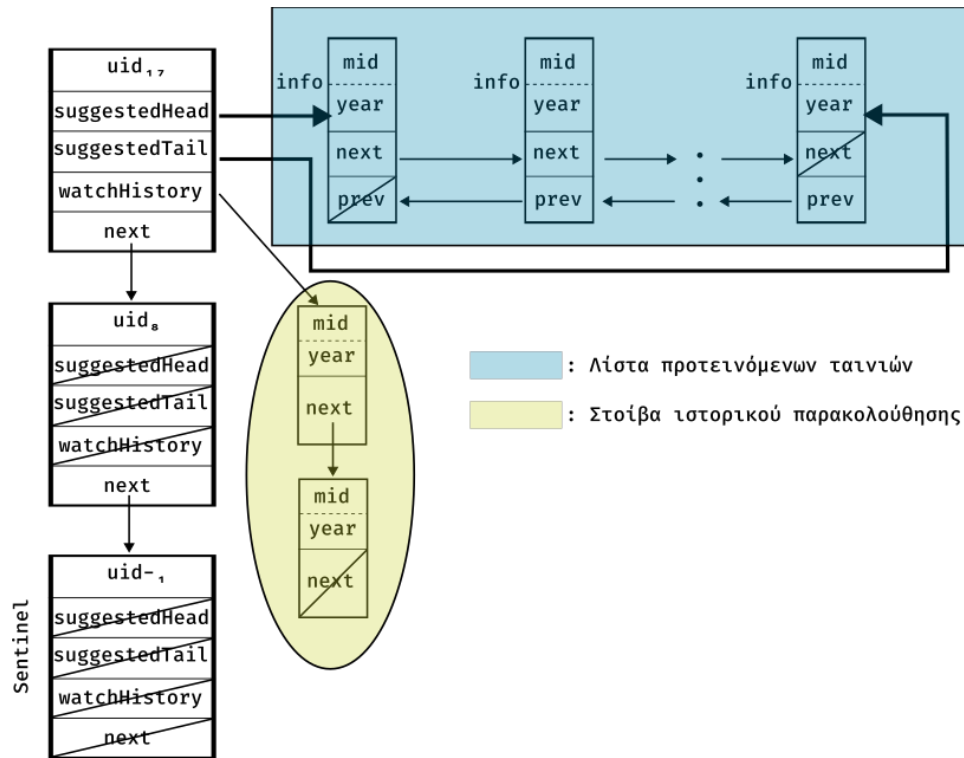 uid₁₇
suggestedHead
suggestedTail
watchHistory
next
info
mid
year
next
prev
info
mid
year
next
prev
info
mid
year
next
prev
uid₈
suggestedHead
suggestedTail
watchHistory
next
mid
year
next
mid
year
next
: Λίστα προτεινόμενων ταινιών
: Στοίβα ιστορικού παρακολούθησης
Sentinel
uid-₁
suggestedHead
suggestedTail
watchHistory
next